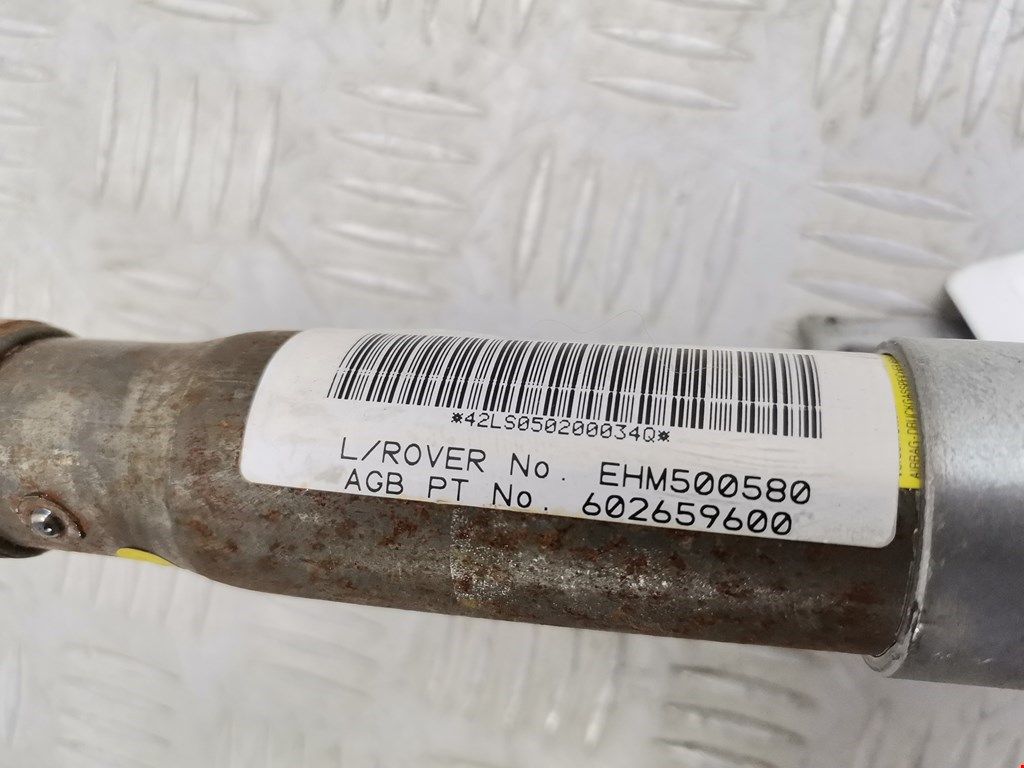 *42LS050200034Q*
L/ROVER No. EHM500580
AGB PT No. 602659600